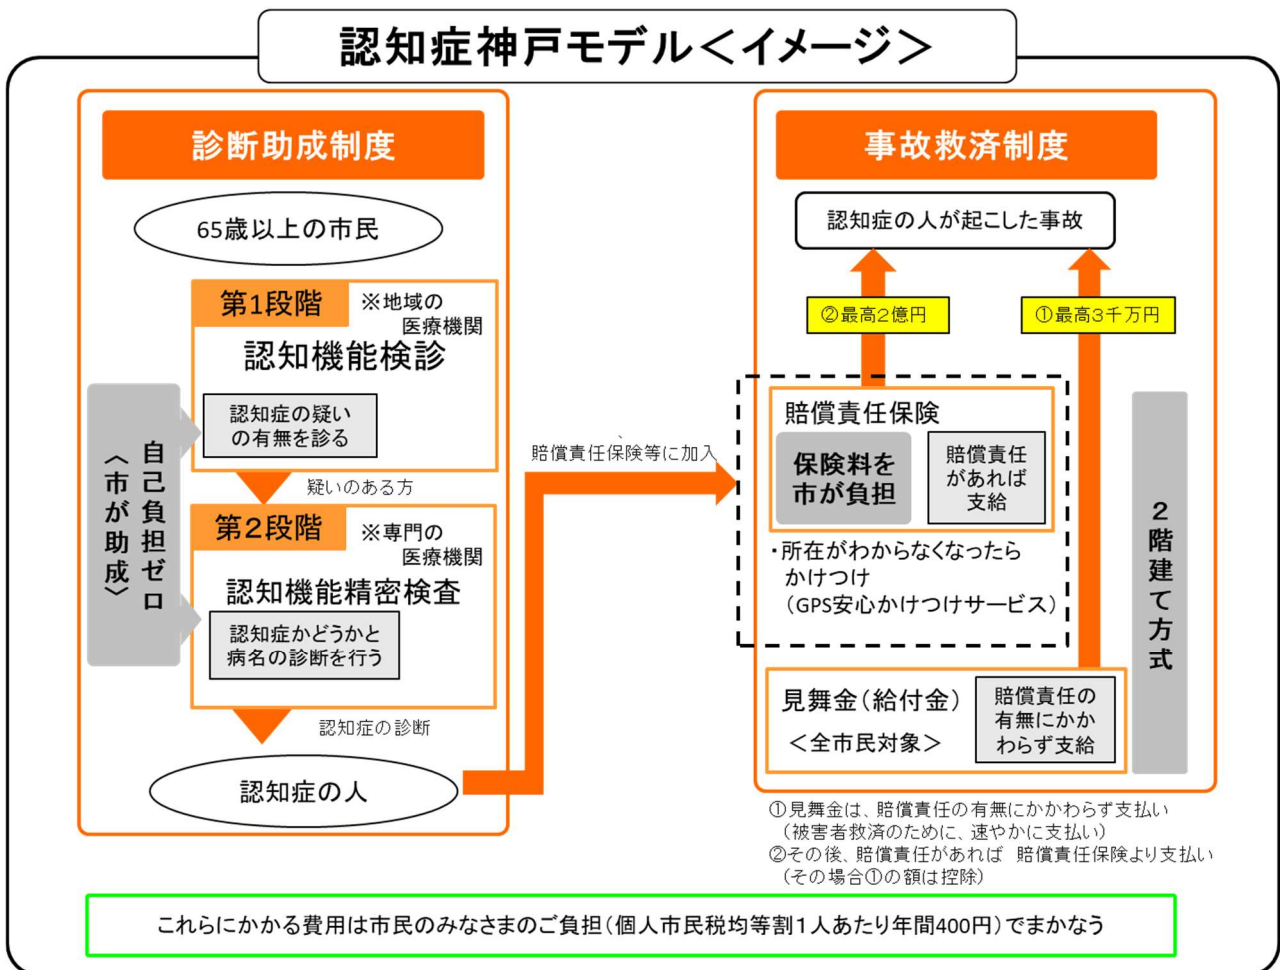 認知症神戸モデル＜イメージ＞
診断助成制度
65歳以上の市民
第1段階
※地域の
医療機関
認知機能検診
認知症の疑い
の有無を診る
自己負担ゼロ
〈市が助成〉
疑いのある方
第2段階
※専門の
医療機関
認知機能精密検査
認知症かどうかと
病名の診断を行う
認知症の診断
認知症の人
、
賠償責任保険等に加入
事故救済制度
認知症の人が起こした事故
②最高2億円
①最高3千万円
賠償責任保険
保険料を
市が負担
賠償責任
があれば
支給
・所在がわからなくなったら
かけつけ
（GPS安心かけつけサービス）
2階建て方式
見舞金（給付金）
＜全市民対象＞
賠償責任の
有無にかか
わらず支給
①見舞金は、賠償責任の有無にかかわらず支払い
（被害者救済のために、速やかに支払い）
②その後、賠償責任があれば 賠償責任保険より支払い
（その場合①の額は控除）
これらにかかる費用は市民のみなさまのご負担（個人市民税均等割1人あたり年間400円）でまかなう